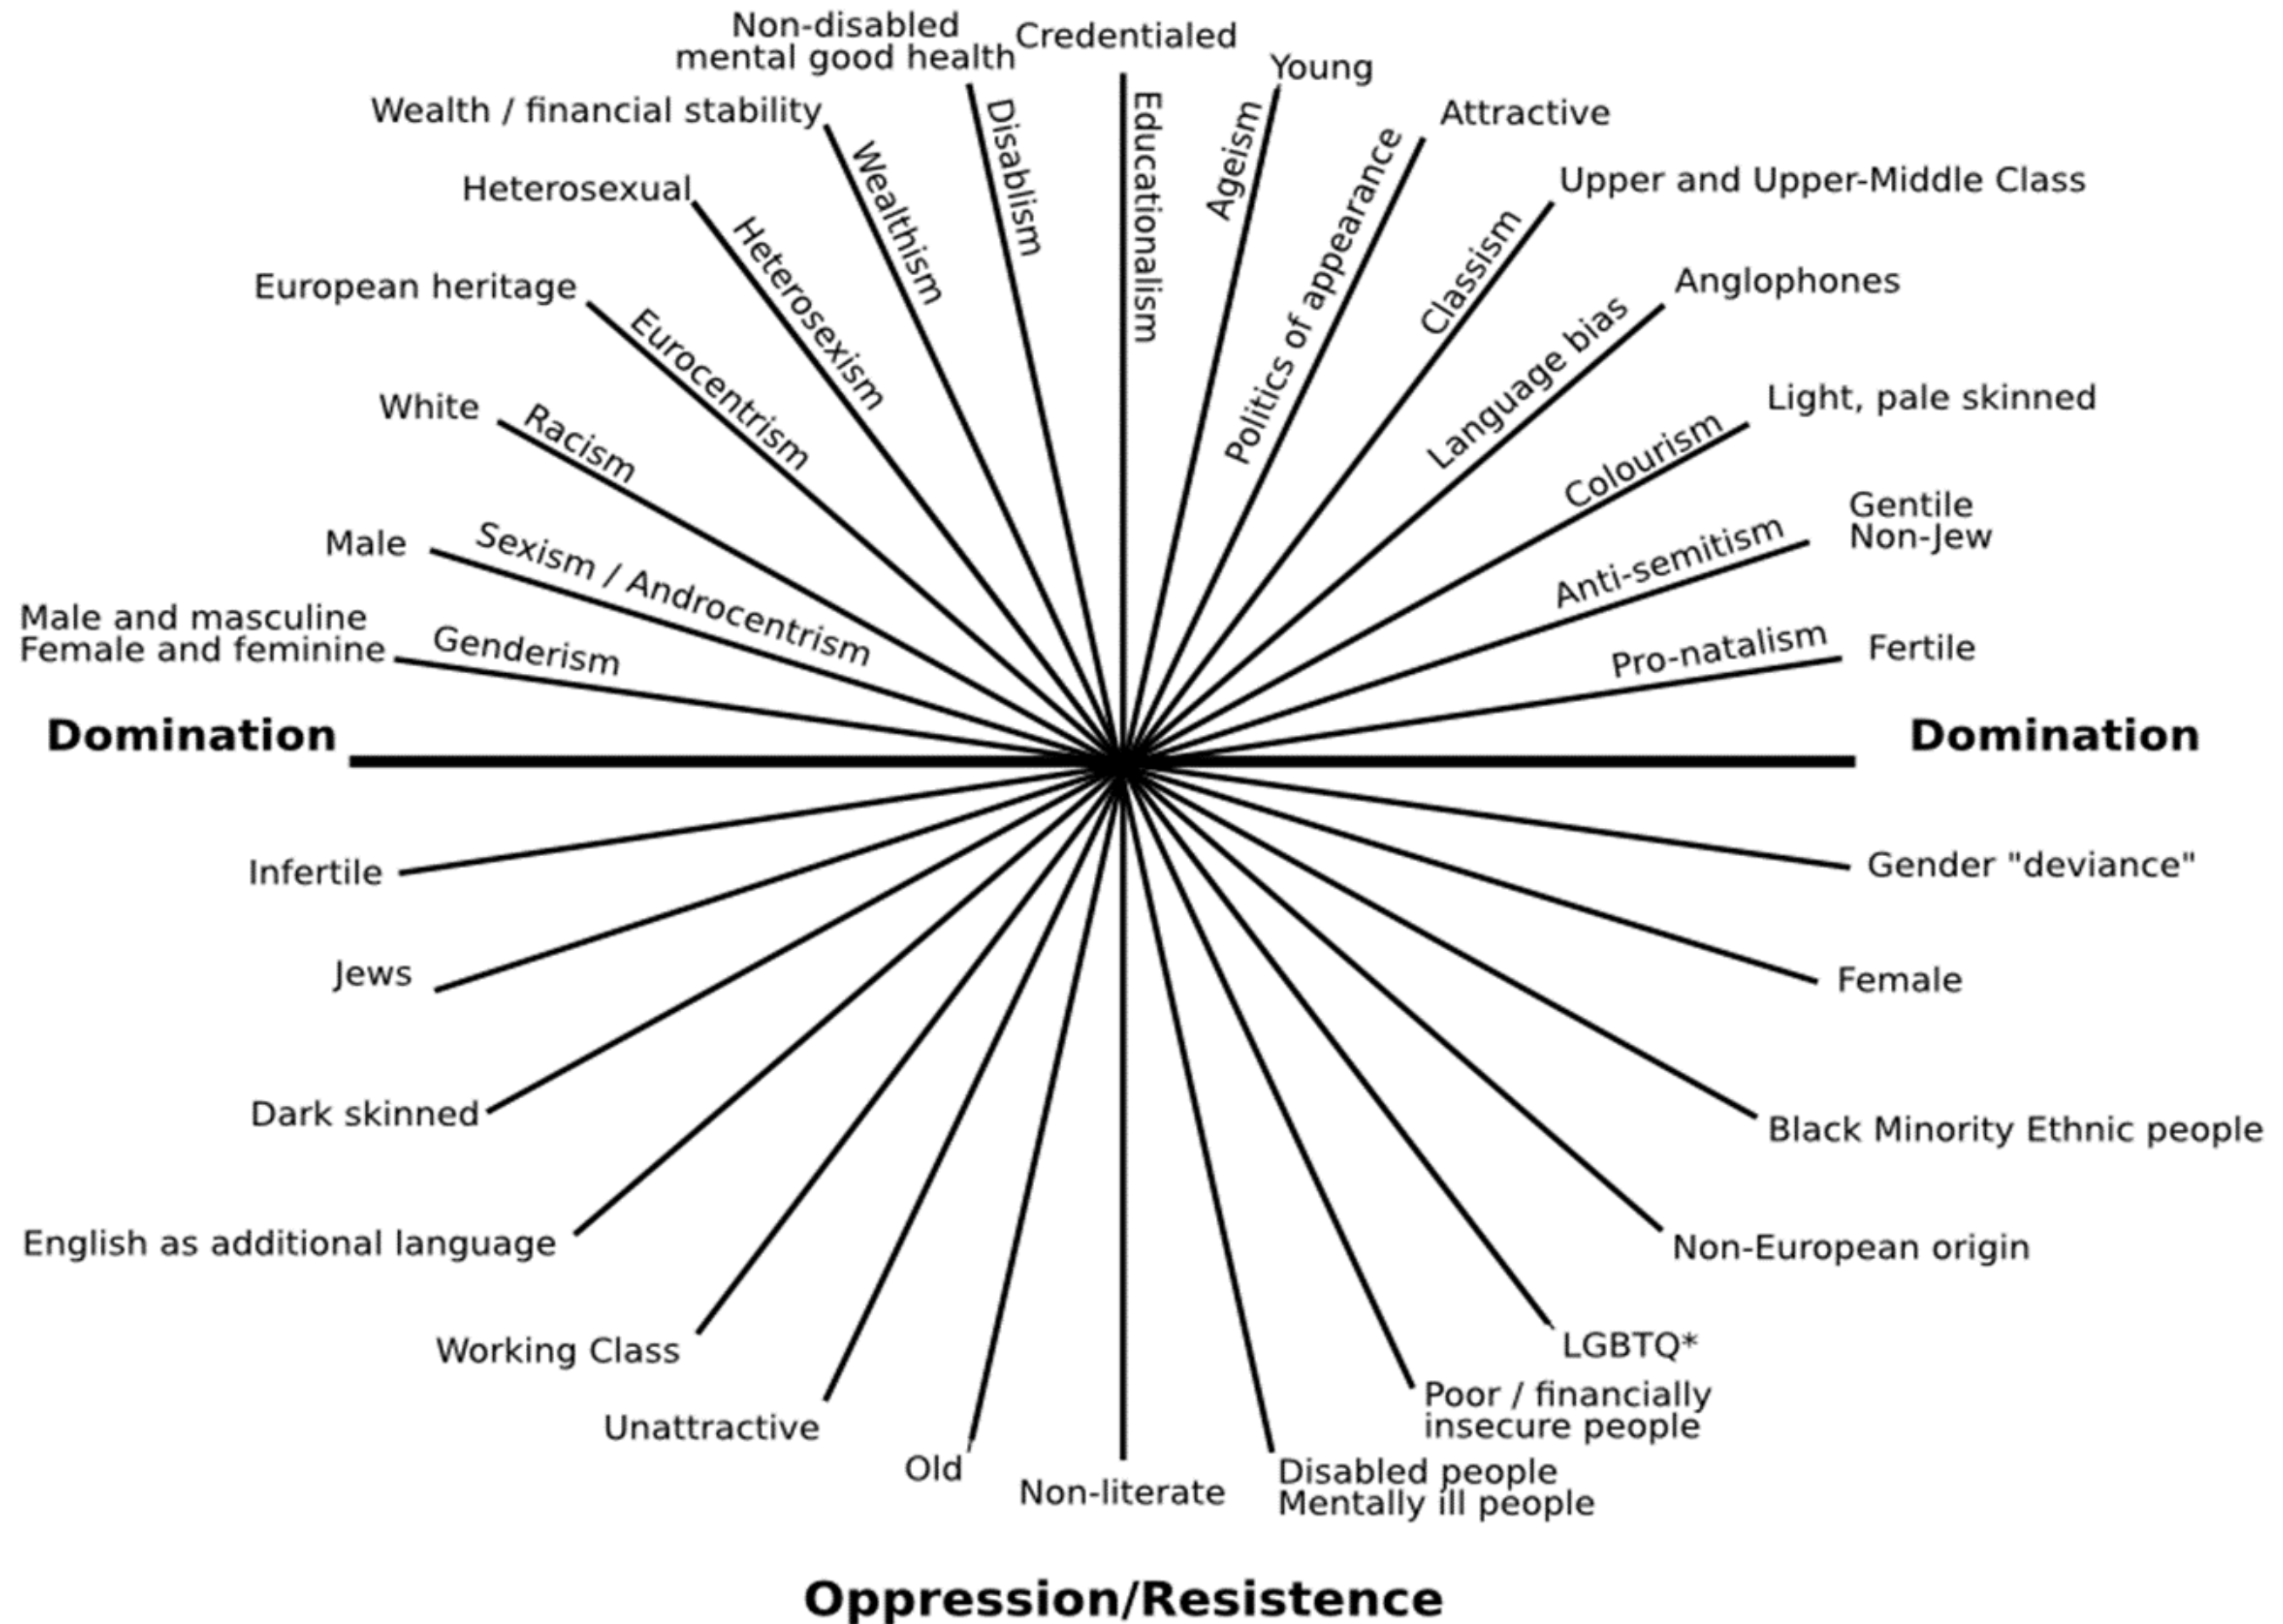 Non-disabled
mental good health
Credentialed
Young
Wealth / financial stability
Attractive
Heterosexual
Upper and Upper-Middle Class
European heritage
Anglophones
White
Light, pale skinned
Male
Gentile
Non-Jew
Male and masculine
Female and feminine
Fertile
Genderism
Sexism / Androcentrism
Racism
Eurocentrism
Heterosexism
Wealthism
Disablism
Educationalism
Ageism
Politics of appearance
Classism
Language bias
Colourism
Anti-semitism
Pro-natalism
Domination
Domination
Infertile
Gender "deviance"
Jews
Female
Dark skinned
Black Minority Ethnic people
English as additional language
Non-European origin
Working Class
LGBTQ*
Unattractive
Poor / financially
insecure people
Old
Non-literate
Disabled people
Mentally ill people
Oppression/Resistence